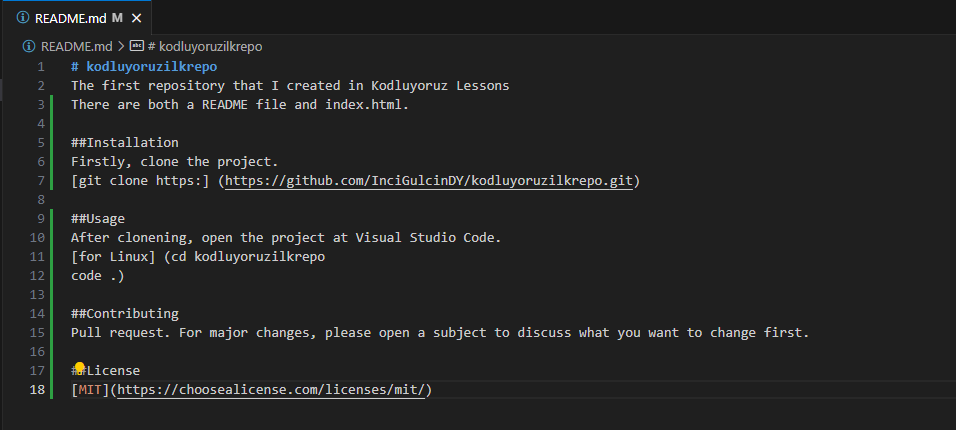 README.md M
README.md > # kodluyoruzilkrepo
1 # kodluyoruzilkrepo
2 The first repository that I created in Kodluyoruz Lessons
3 There are both a README file and index.html.
4
5 ##Installation
6 Firstly, clone the project.
7 [git clone https:] (https://github.com/InciGulcinDY/kodluyoruzilkrepo.git)
8
9 ##Usage
10 After clonening, open the project at Visual Studio Code.
11 [for Linux] (cd kodluyoruzilkrepo
12 code .)
13
14 ##Contributing
15 Pull request. For major changes, please open a subject to discuss what you want to change first.
16
17 ##License
18 [MIT](https://choosealicense.com/licenses/mit/)